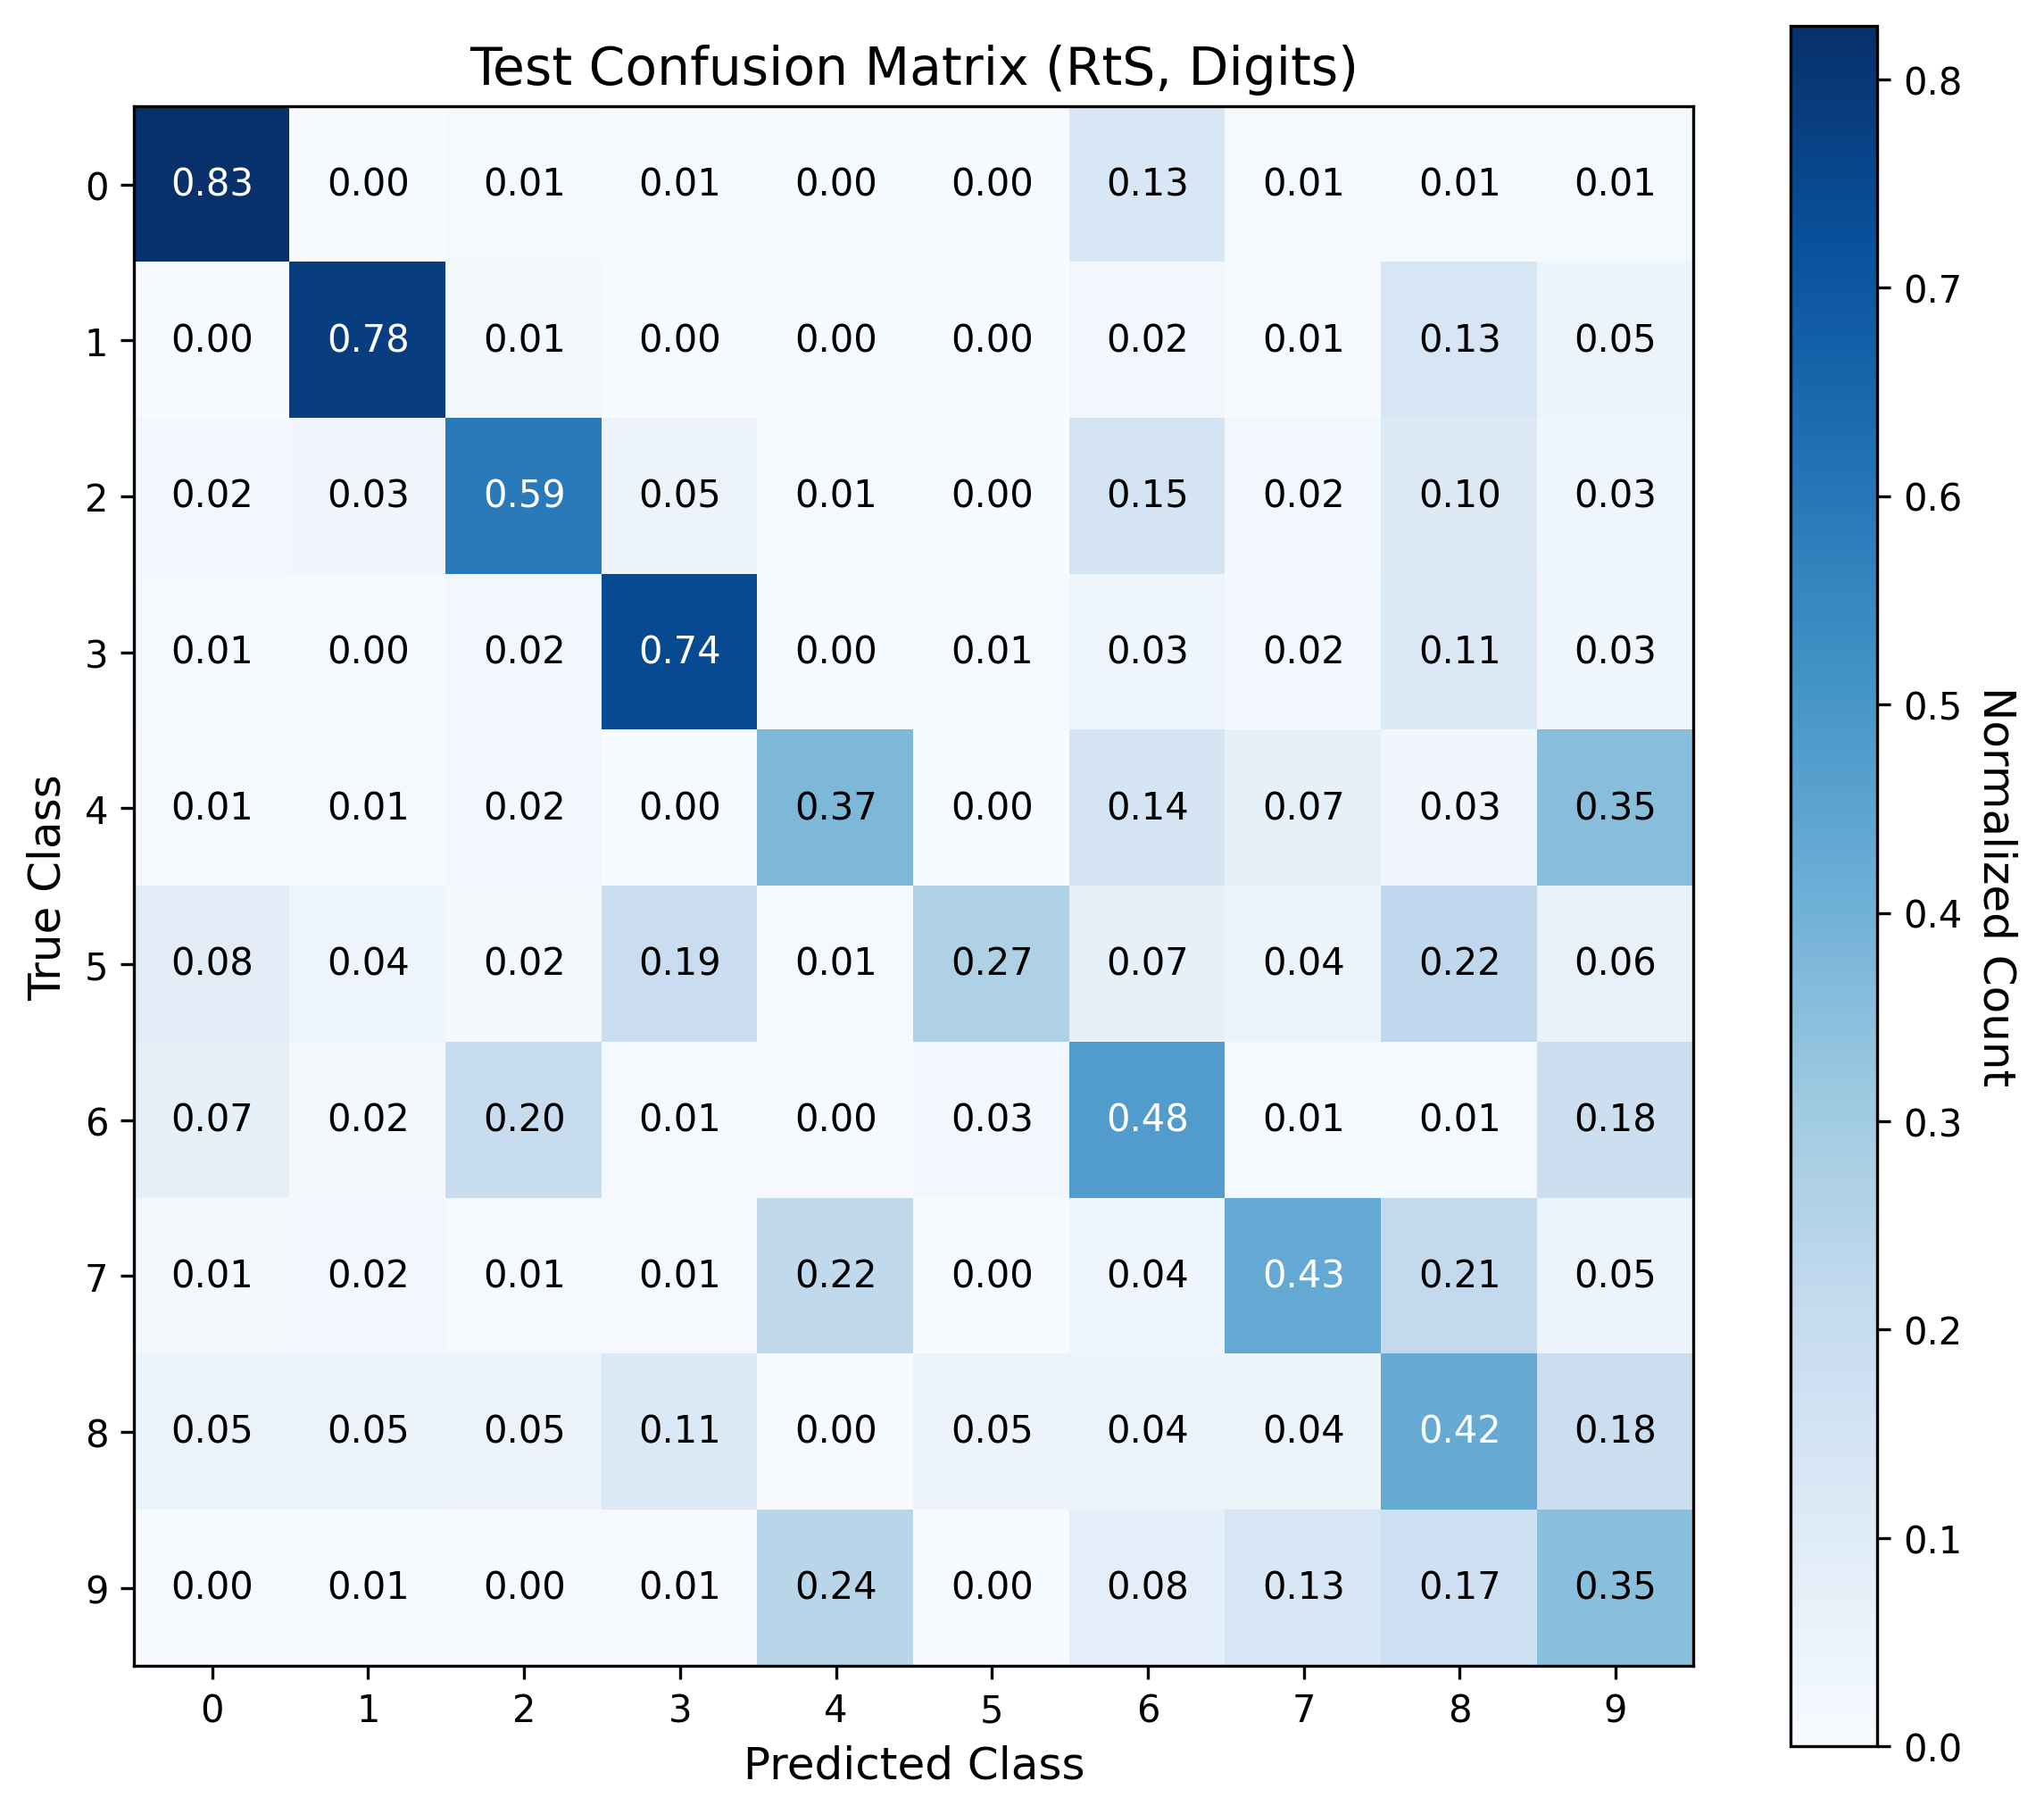 Test Confusion Matrix (RtS, Digits)
0 0.83 0.00 0.01 0.01 0.00 0.00 0.13 0.01 0.01 0.01
1 0.00 0.78 0.01 0.00 0.00 0.00 0.02 0.01 0.13 0.05
2 0.02 0.03 0.59 0.05 0.01 0.00 0.15 0.02 0.10 0.03
3 0.01 0.00 0.02 0.74 0.00 0.01 0.03 0.02 0.11 0.03
4 0.01 0.01 0.02 0.00 0.37 0.00 0.14 0.07 0.03 0.35
5 0.08 0.04 0.02 0.19 0.01 0.27 0.07 0.04 0.22 0.06
6 0.07 0.02 0.20 0.01 0.00 0.03 0.48 0.01 0.01 0.18
7 0.01 0.02 0.01 0.01 0.22 0.00 0.04 0.43 0.21 0.05
8 0.05 0.05 0.05 0.11 0.00 0.05 0.04 0.04 0.42 0.18
9 0.00 0.01 0.00 0.01 0.24 0.00 0.08 0.13 0.17 0.35
0 1 2 3 4 5 6 7 8 9
Predicted Class
True Class
0.8
0.7
0.6
0.5
0.4
0.3
0.2
0.1
0.0
Normalized Count